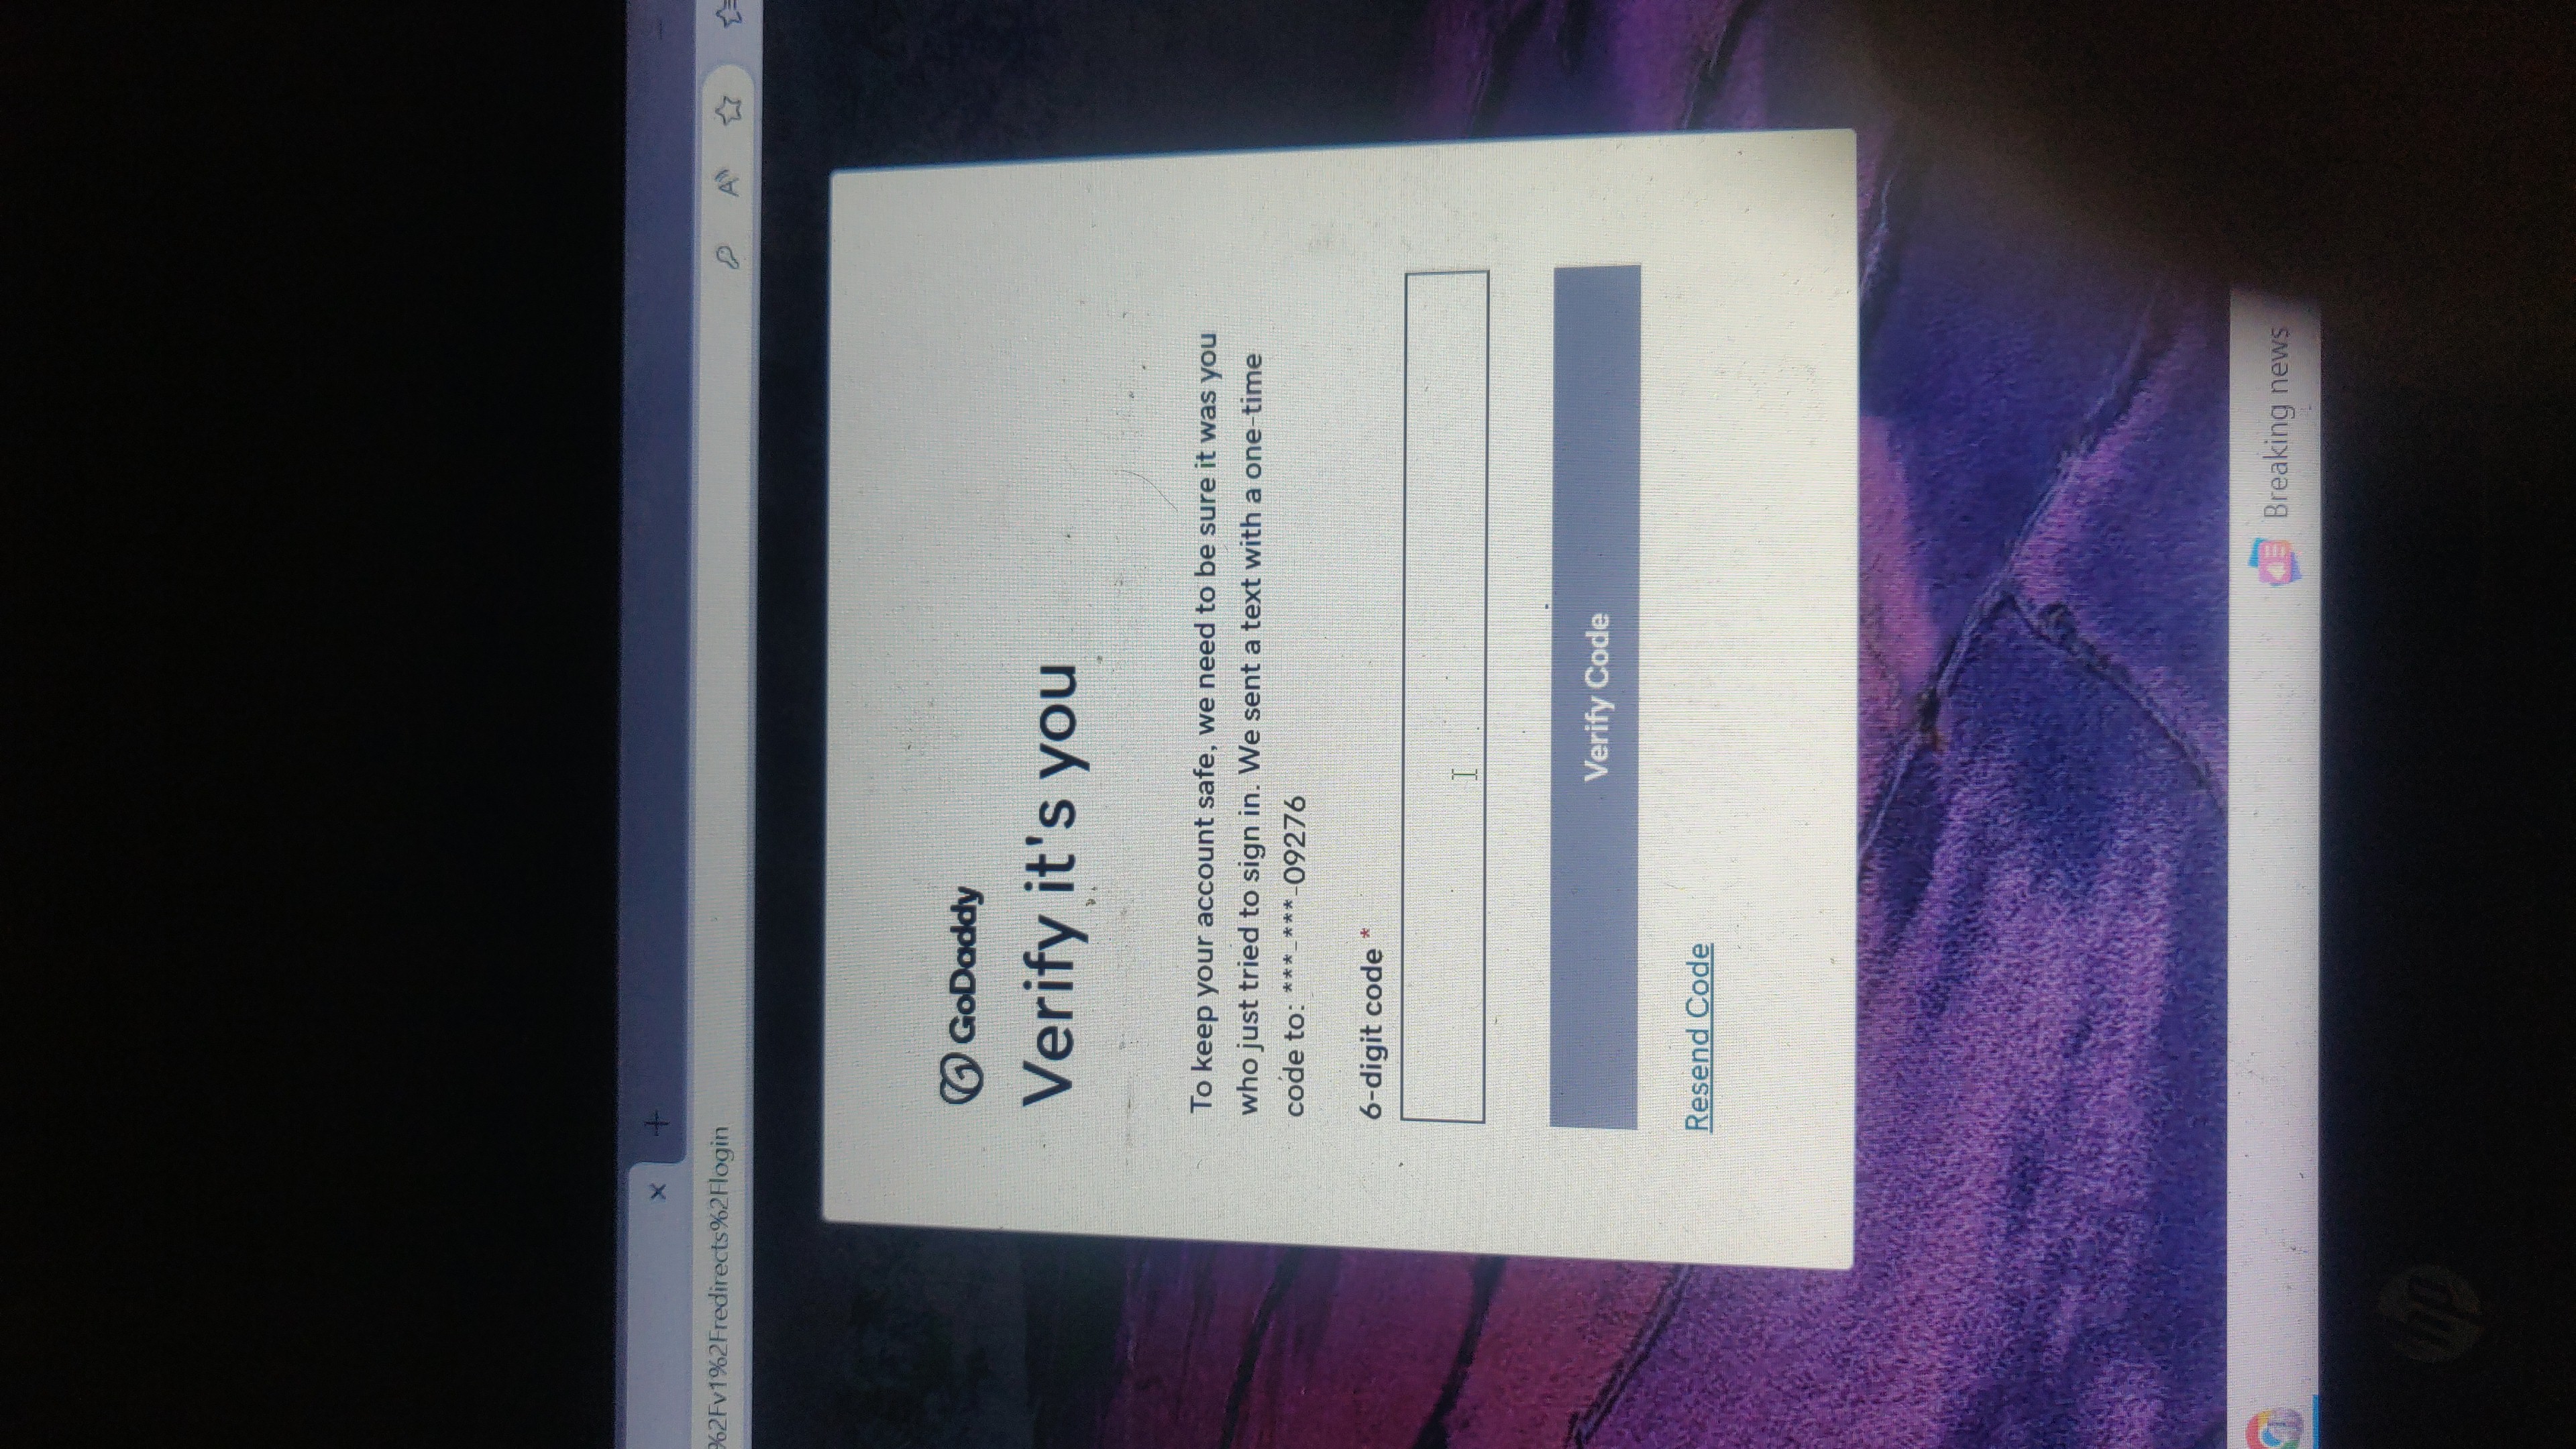 %2Fv1%2Fredirects%2Flogin
GoDaddy
Verify it's you
To keep your account safe, we need to be sure it was you
who just tried to sign in. We sent a text with a one-time
code to: ***-***-09276
6-digit code *
Verify Code
Resend Code
Breaking news
hp